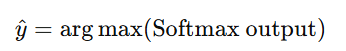 ŷ = arg max(Softmax output)